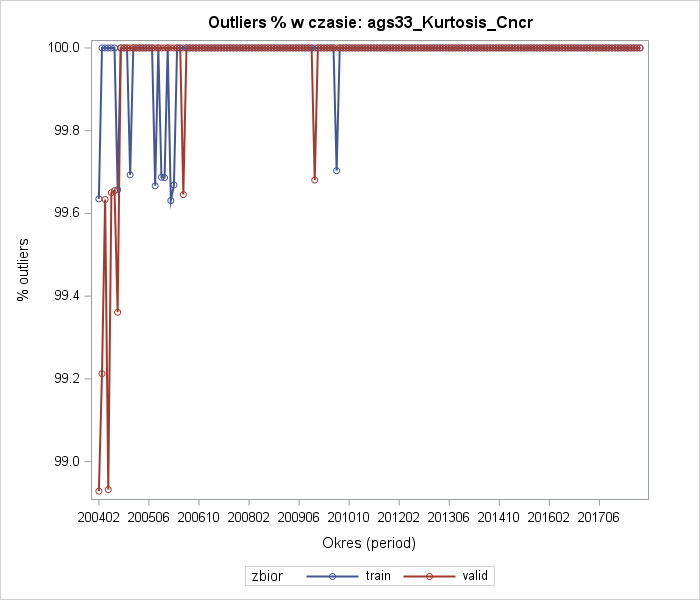 Outliers % w czasie: ags33_Kurtosis_Cncr
100.0
99.8
99.6
99.4
99.2
99.0
% outliers
200402 200506 200610 200802 200906 201010 201202 201306 201410 201602 201706
Okres (period)
zbior train valid